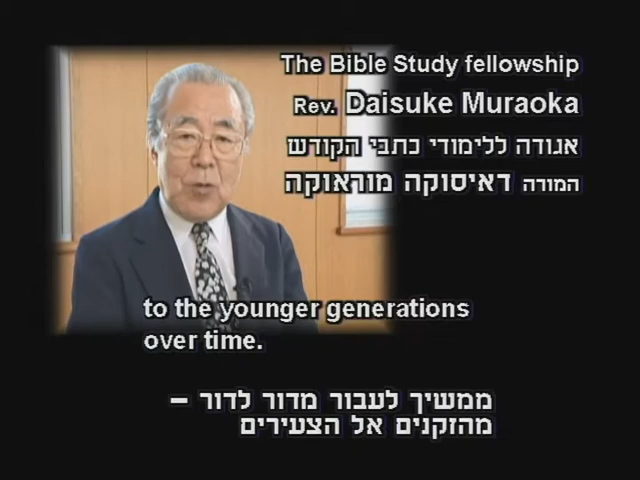 The Bible Study fellowship
Rev. Daisuke Muraoka
אגודה ללימודי כתבי הקודש
המורה דאיסוקה מוראוקה
to the younger generations
over time.
ממשיך לעבור מדור לדור –
מהזקנים אל הצעירים